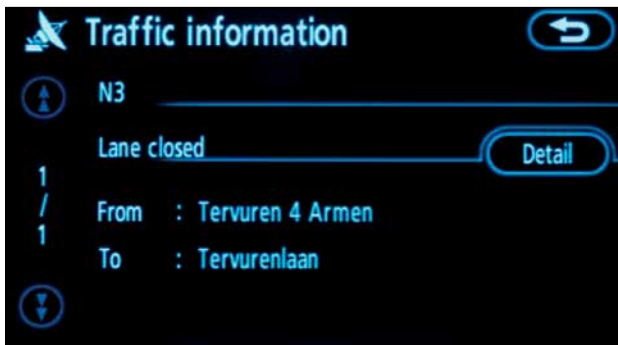 Traffic information
N3
Lane closed
Detail
1
/
1
From : Tervuren 4 Armen
To : Tervurenlaan